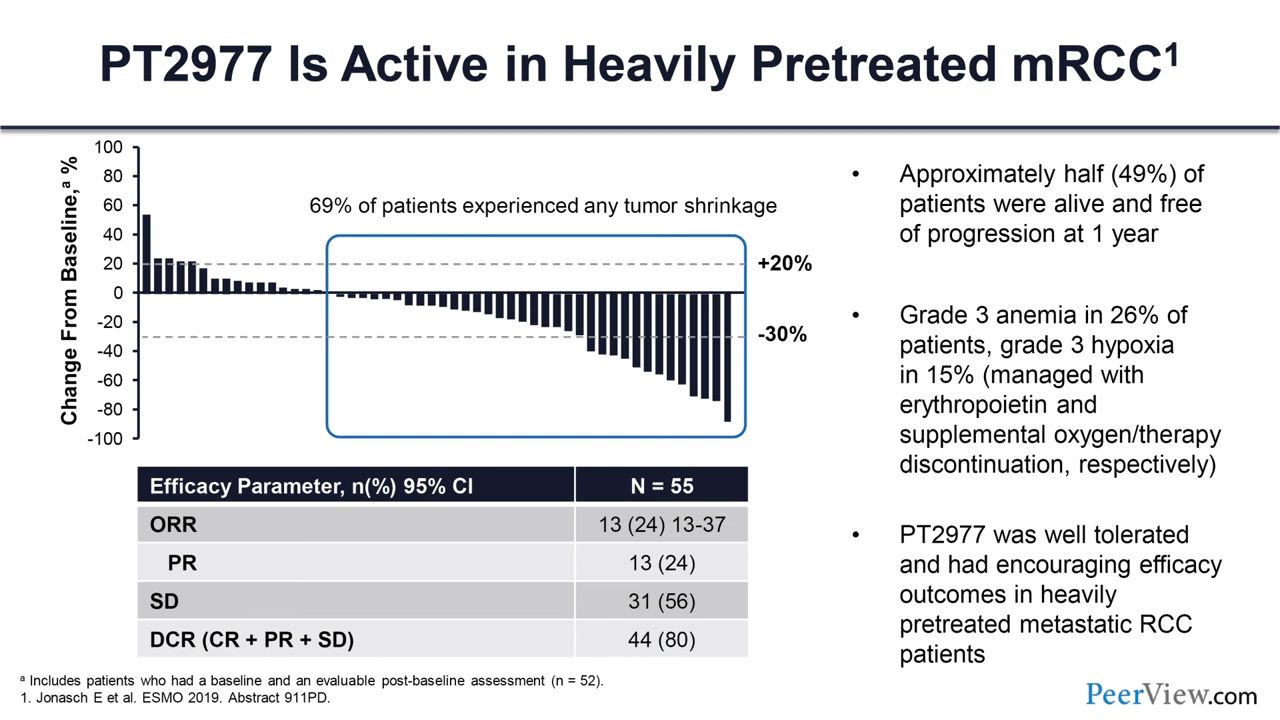 PT2977 Is Active in Heavily Pretreated mRCC¹
Change From Baseline,ᵃ %
100
80
60
40
20
0
-20
-40
-60
-80
-100
69% of patients experienced any tumor shrinkage
+20%
-30%
Efficacy Parameter, n(%) 95% CI N = 55
ORR 13 (24) 13-37
PR 13 (24)
SD 31 (56)
DCR (CR + PR + SD) 44 (80)
• Approximately half (49%) of
patients were alive and free
of progression at 1 year
• Grade 3 anemia in 26% of
patients, grade 3 hypoxia
in 15% (managed with
erythropoietin and
supplemental oxygen/therapy
discontinuation, respectively)
• PT2977 was well tolerated
and had encouraging efficacy
outcomes in heavily
pretreated metastatic RCC
patients
ᵃ Includes patients who had a baseline and an evaluable post-baseline assessment (n = 52).
1. Jonasch E et al. ESMO 2019. Abstract 911PD.
PeerView.com